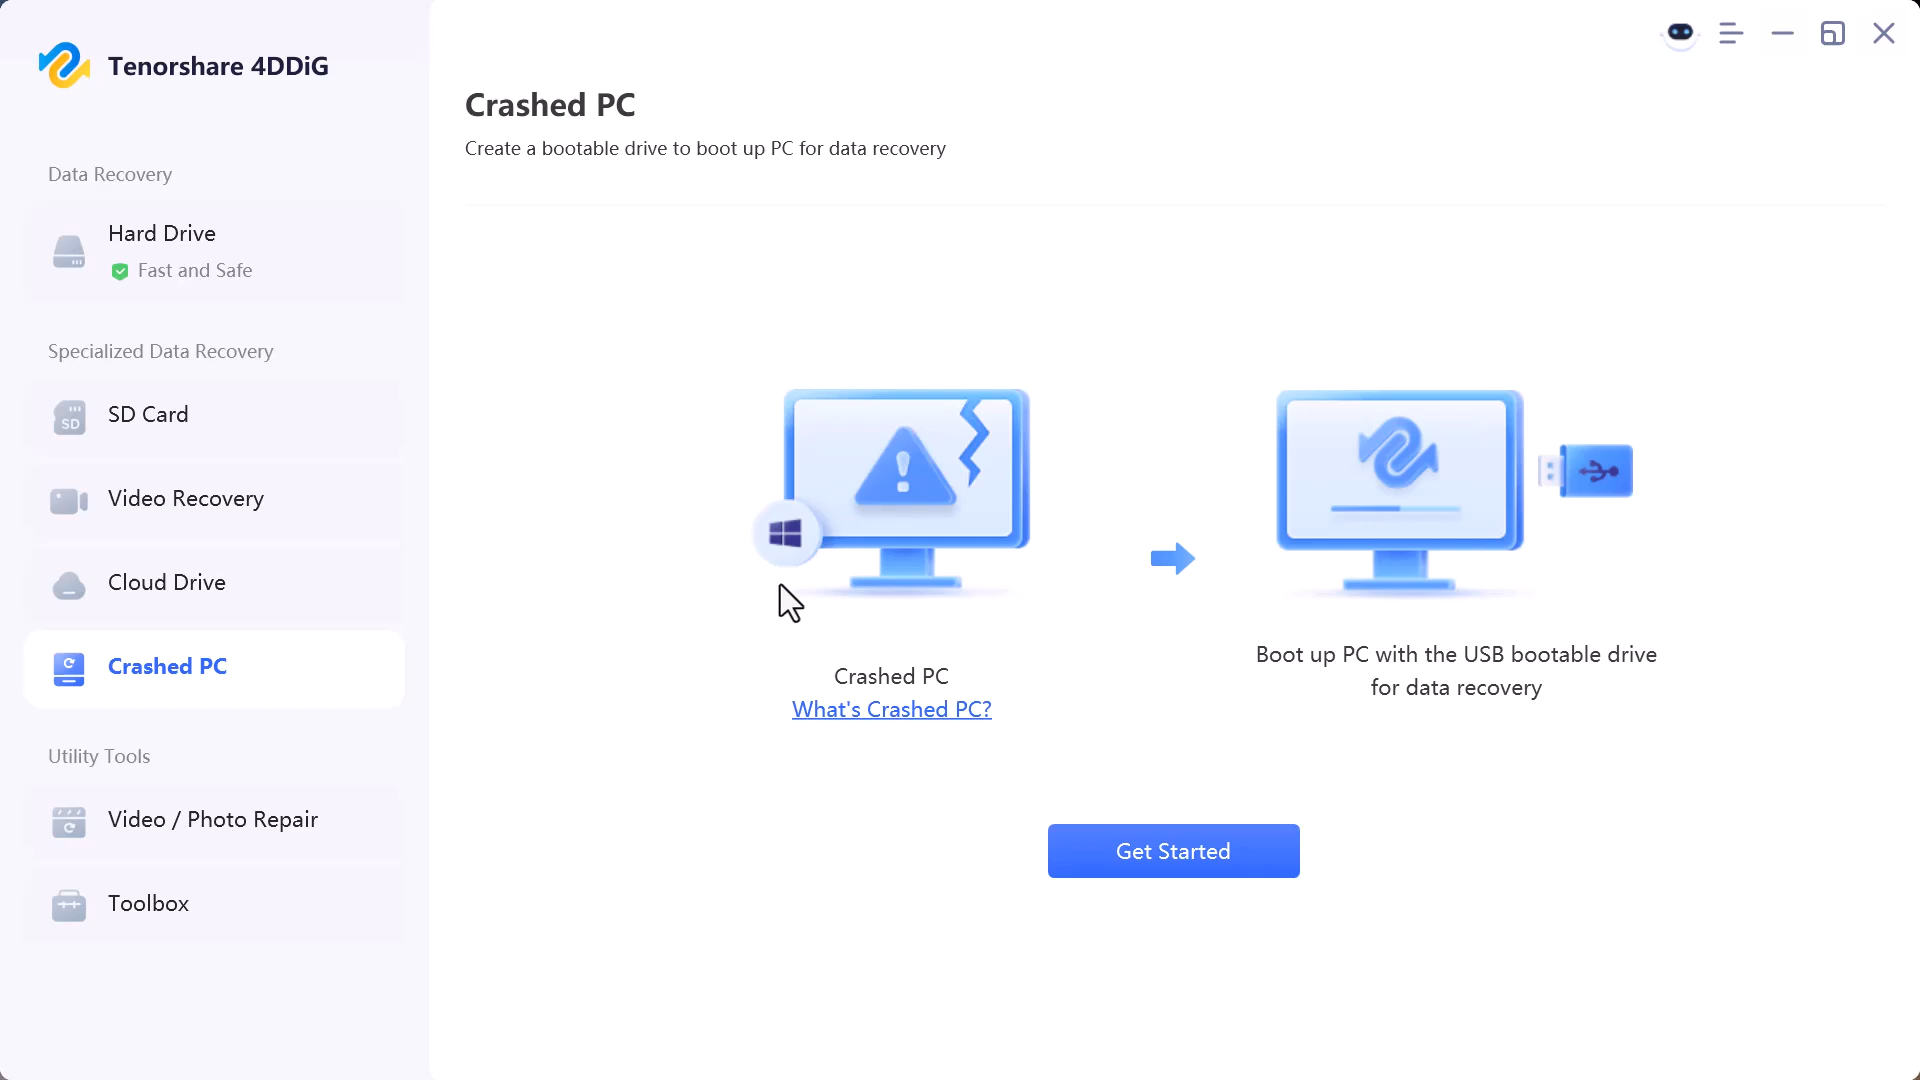 Tenorshare 4DDiG
Data Recovery
Hard Drive
Fast and Safe
Specialized Data Recovery
SD
SD Card
Video Recovery
Cloud Drive
Crashed PC
Utility Tools
Video / Photo Repair
Toolbox
Crashed PC
Create a bootable drive to boot up PC for data recovery
Crashed PC
What's Crashed PC?
Boot up PC with the USB bootable drive
for data recovery
Get Started